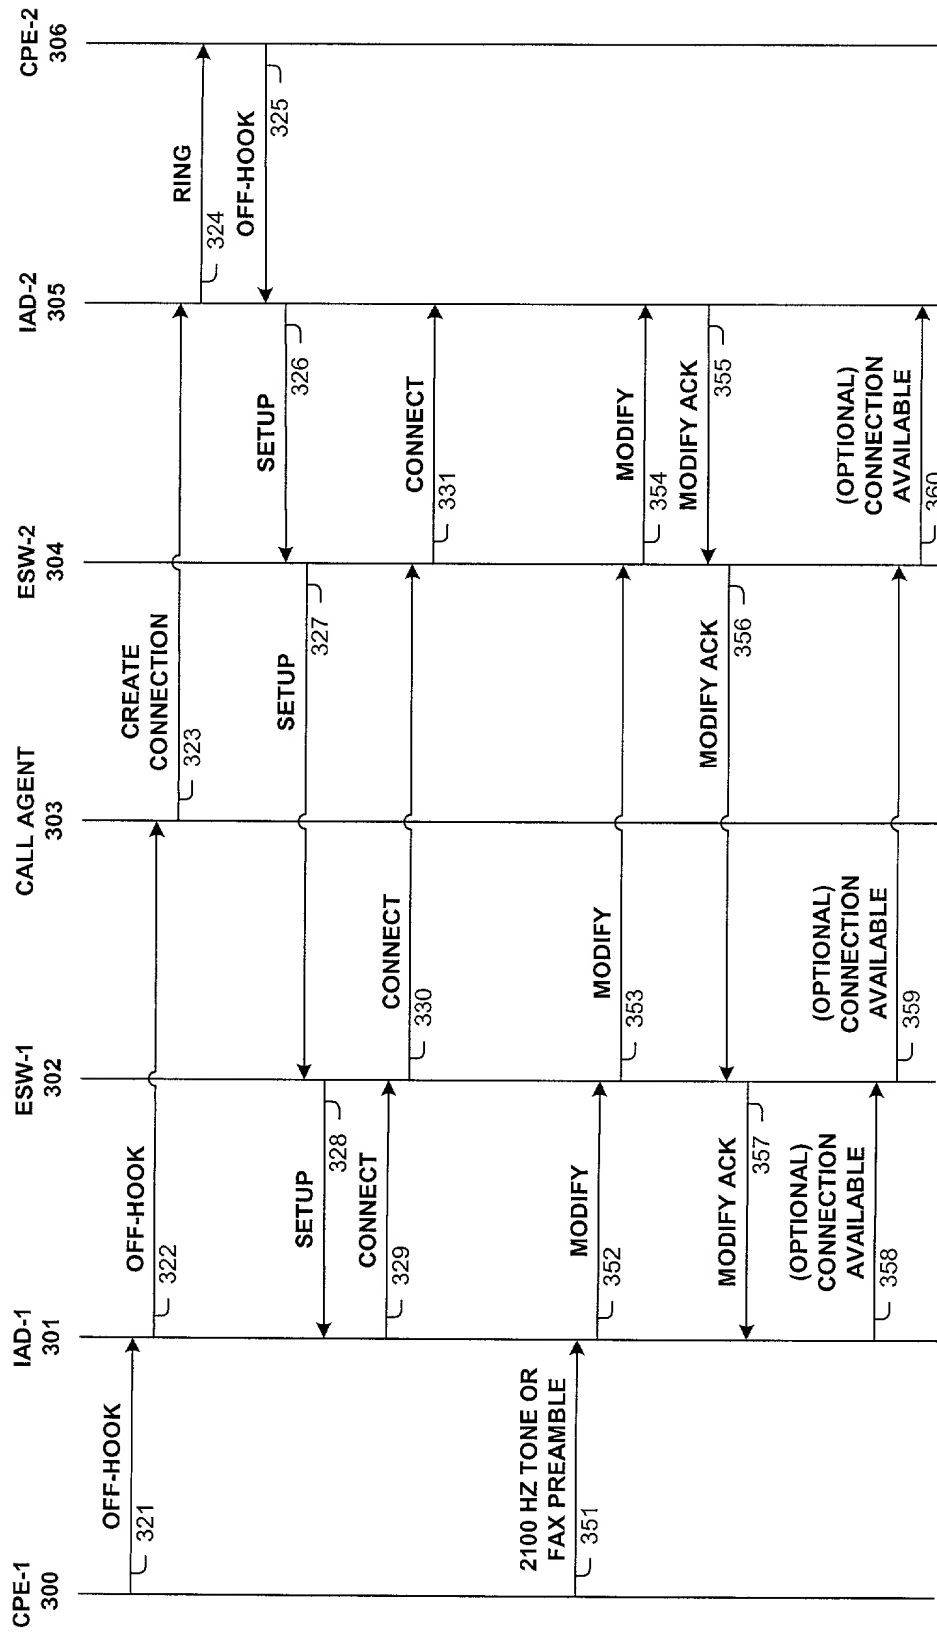 CPE-1
300
IAD-1
301
ESW-1
302
CALL AGENT
303
ESW-2
304
IAD-2
305
CPE-2
306
OFF-HOOK
321
OFF-HOOK
322
CREATE
CONNECTION
323
RING
324
OFF-HOOK
325
SETUP
326
SETUP
327
SETUP
328
CONNECT
329
CONNECT
330
CONNECT
331
2100 HZ TONE OR
FAX PREAMBLE
351
MODIFY
352
MODIFY
353
MODIFY
354
MODIFY ACK
355
MODIFY ACK
356
MODIFY ACK
357
(OPTIONAL)
CONNECTION
AVAILABLE
358
(OPTIONAL)
CONNECTION
AVAILABLE
359
(OPTIONAL)
CONNECTION
AVAILABLE
360